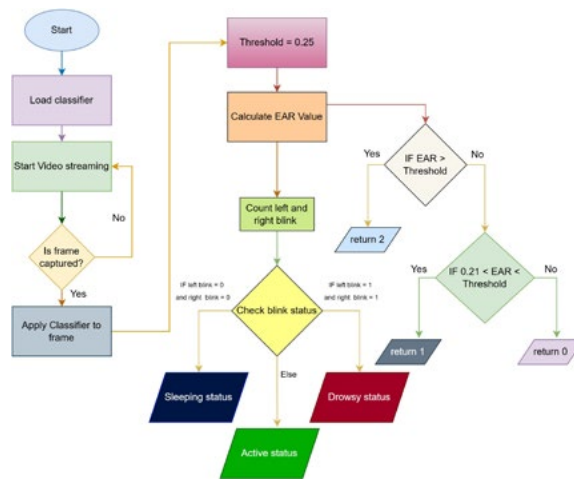 Start
Load classifier
Start Video streaming
No
Is frame
captured?
Yes
Apply Classifier to
frame
Threshold = 0.25
Calculate EAR Value
Count left and
right blink
IF left blink = 0
and right blink = 0
IF left blink = 1
and right blink = 1
Check blink status
Sleeping status
Else
Drowsy status
Active status
Yes
IF EAR >
Threshold
No
return 2
Yes
IF 0.21 < EAR <
Threshold
No
return 1
return 0